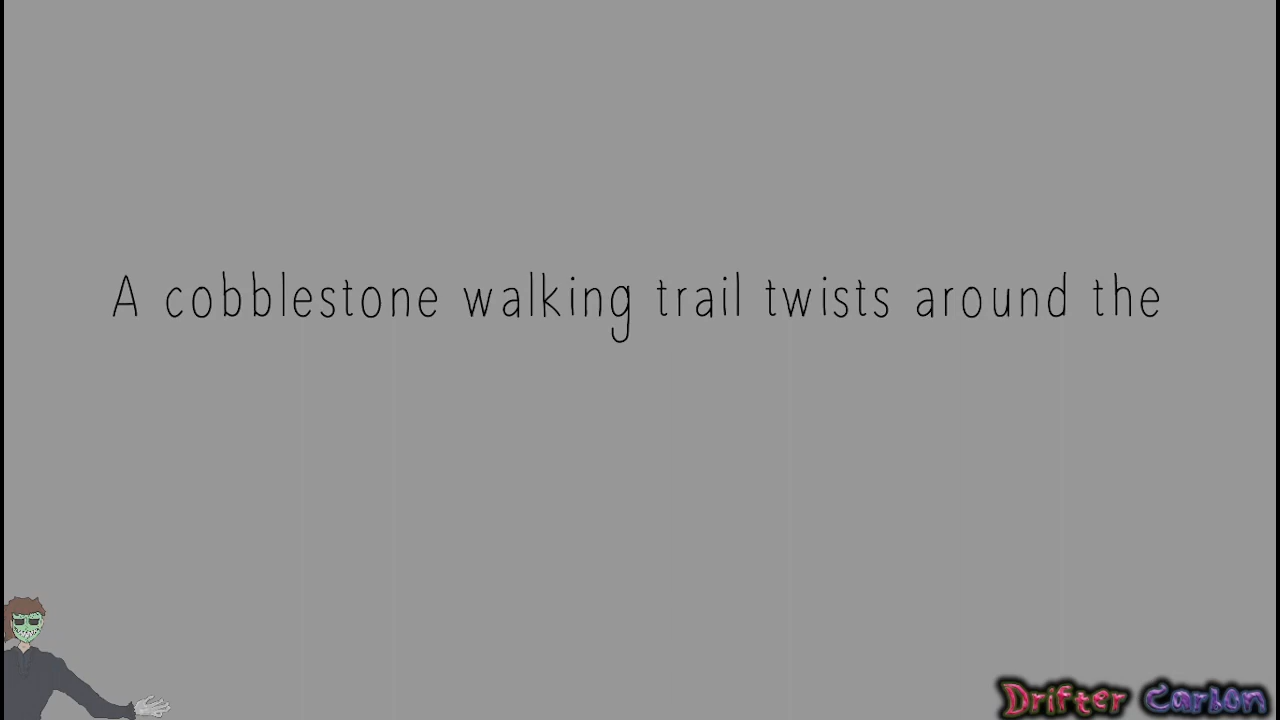 A cobblestone walking trail twists around the
Drifter Carbon